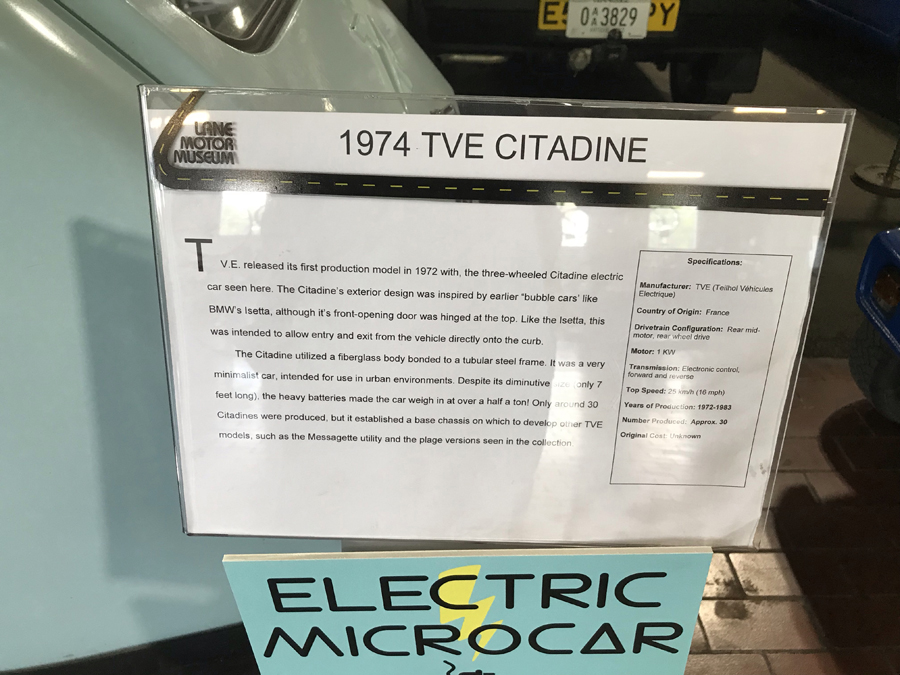 0AA3829
PY
LANE
MOTOR
MUSEUM
1974 TVE CITADINE
T.V.E. released its first production model in 1972 with, the three-wheeled Citadine electric
car seen here. The Citadine's exterior design was inspired by earlier "bubble cars' like
BMW's Isetta, although it's front-opening door was hinged at the top. Like the Isetta, this
was intended to allow entry and exit from the vehicle directly onto the curb.
The Citadine utilized a fiberglass body bonded to a tubular steel frame. It was a very
minimalist car, intended for use in urban environments. Despite its diminutive size (only 7
feet long), the heavy batteries made the car weigh in at over a half a ton! Only around 30
Citadines were produced, but it established a base chassis on which to develop other TVE
models, such as the Messagette utility and the plage versions seen in the collection.
Specifications:
Manufacturer: TVE (Teilhol Véhicules
Electrique)
Country of Origin: France
Drivetrain Configuration: Rear mid-
motor, rear wheel drive
Motor: 1 KW
Transmission: Electronic control,
forward and reverse
Top Speed: 25 km/h (16 mph)
Years of Production: 1972-1983
Number Produced: Approx. 30
Original Cost: Unknown
ELECTRIC
MICROCAR